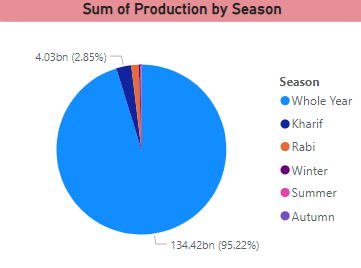 Sum of Production by Season
4.03bn (2.85%)
Season
Whole Year
Kharif
Rabi
Winter
Summer
Autumn
134.42bn (95.22%)